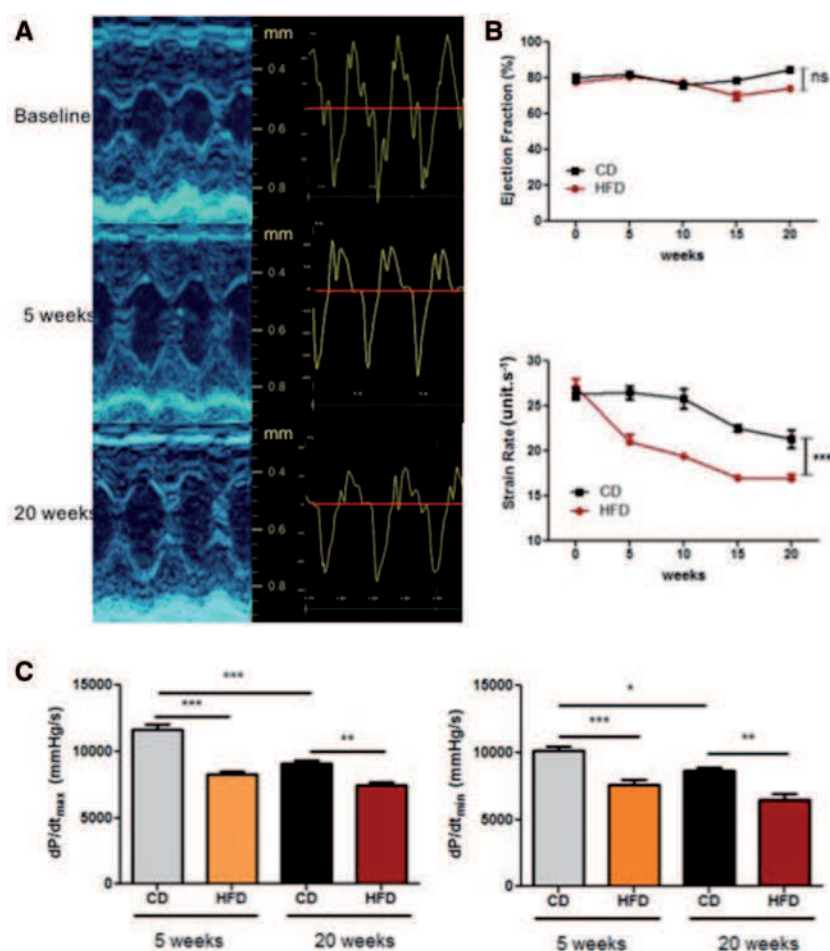 A
mm
Baseline
0.4
0.6
0.8
mm
5 weeks
0.4
0 6
0.8
mm
20 weeks
0.4
0.6
0.8
B
Ejection Fraction (%)
100
80
60
40
20
0
ns
CD
HFD
0 5 10 15 20
weeks
Strain Rate (unit.s-1)
30
25
20
15
10
***
CD
HFD
0 5 10 15 20
weeks
C
dP/dtmax (mmHg/s)
15000
10000
5000
0
***
***
**
CD HFD CD HFD
5 weeks 20 weeks
dP/dtmin (mmHg/s)
15000
10000
5000
0
*
***
**
CD HFD CD HFD
5 weeks 20 weeks